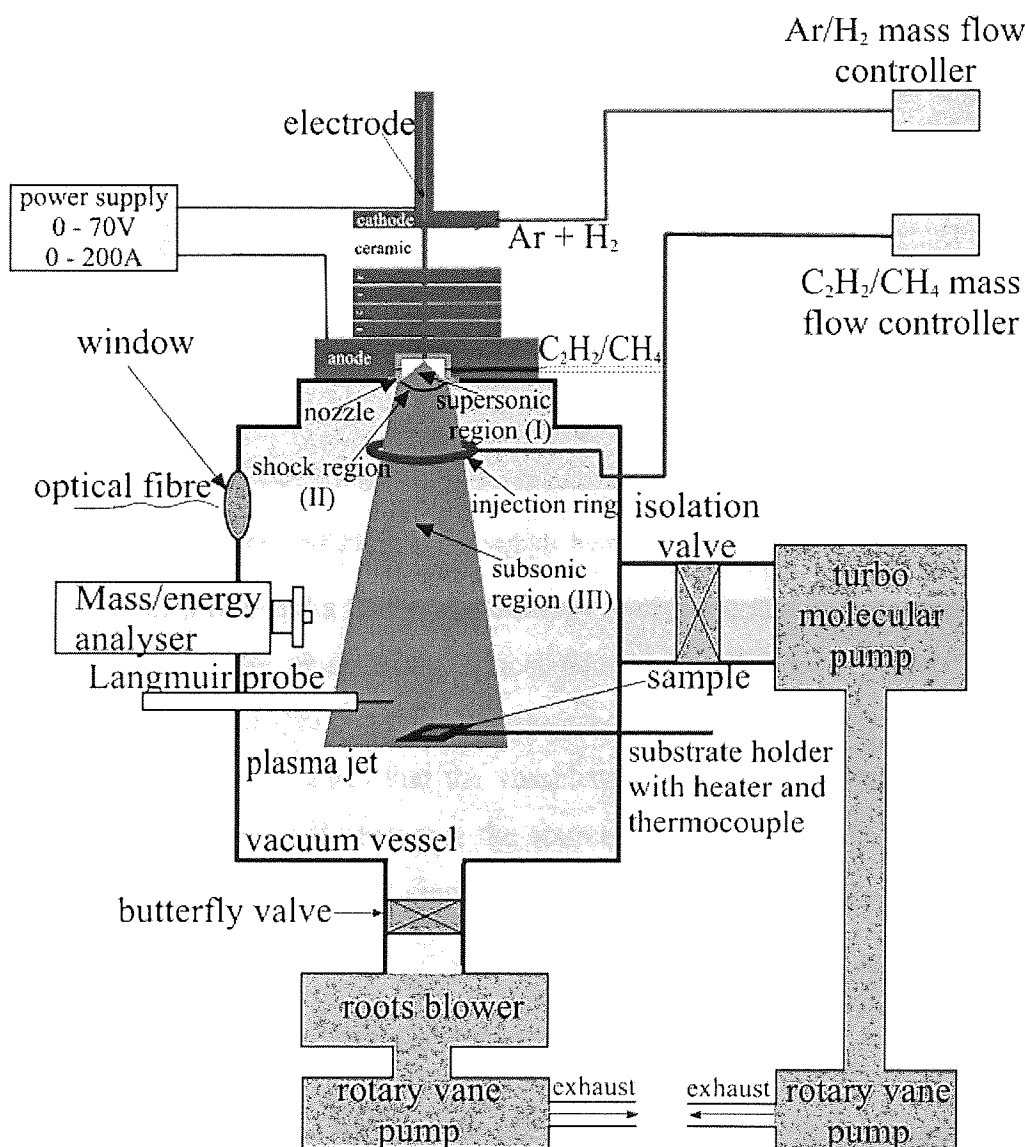 Ar/H₂ mass flow
controller
electrode
power supply
0 - 70V
0 - 200A
cathode
Ar + H₂
ceramic
C₂H₂/CH₄ mass
flow controller
window
anode
C₂H₂/CH₄
nozzle
supersonic
region (I)
shock region
(II)
optical fibre
injection ring
isolation
valve
subsonic
region (III)
turbo
molecular
pump
Mass/energy
analyser
Langmuir probe
sample
plasma jet
substrate holder
with heater and
thermocouple
vacuum vessel
butterfly valve
roots blower
rotary vane
pump
exhaust
exhaust
rotary vane
pump